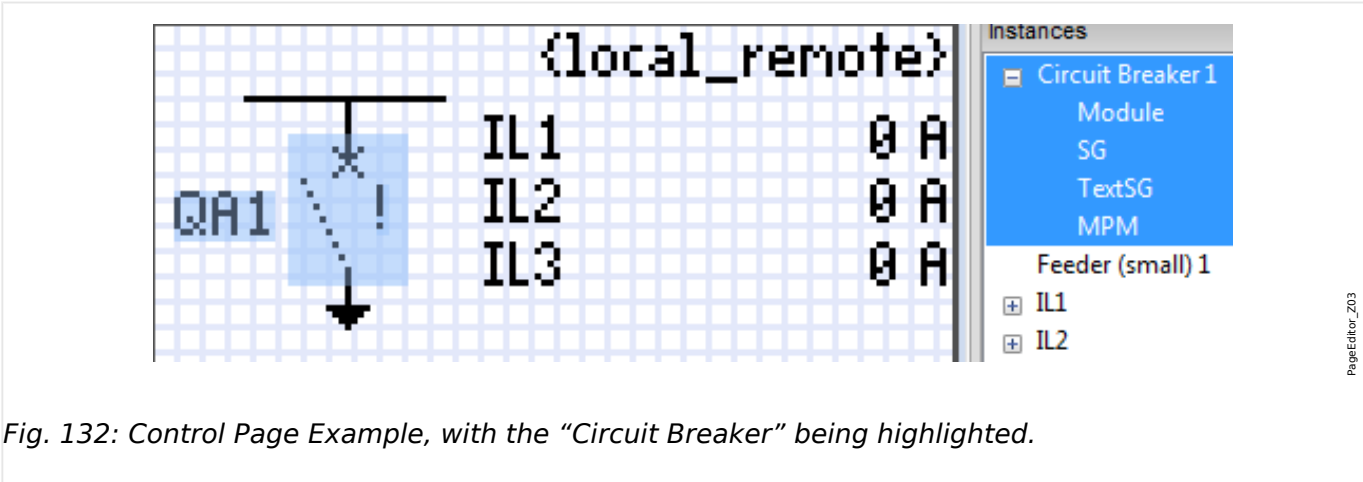 {local_remote}
IL1 0 A
QA1 !
IL2 0 A
IL3 0 A
Instances
Circuit Breaker 1
Module
SG
TextSG
MPM
Feeder (small) 1
IL1
IL2
PageEditor_Z03
Fig. 132: Control Page Example, with the “Circuit Breaker” being highlighted.